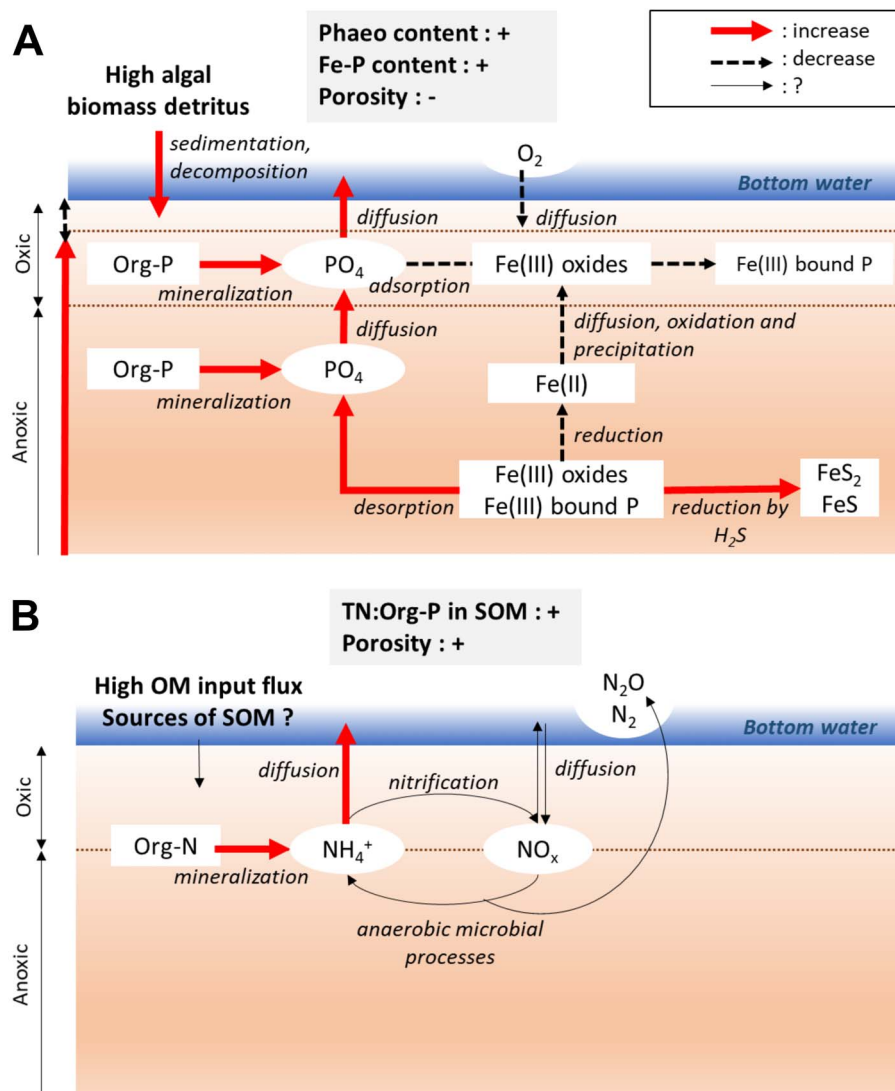 A
Phaeo content : +
Fe-P content : +
Porosity : -
: increase
: decrease
: ?
High algal
biomass detritus
sedimentation,
decomposition
O2
Bottom water
diffusion
diffusion
Oxic
Org-P
PO4
Fe(III) oxides
Fe(III) bound P
mineralization
adsorption
diffusion
diffusion, oxidation and
precipitation
Org-P
PO4
Fe(II)
mineralization
Anoxic
reduction
Fe(III) oxides
Fe(III) bound P
FeS2
FeS
desorption
reduction by
H2S
B
TN:Org-P in SOM : +
Porosity : +
High OM input flux
Sources of SOM ?
N2O
N2
Bottom water
Oxic
diffusion
nitrification
diffusion
Org-N
NH4+
NOx
mineralization
anaerobic microbial
processes
Anoxic